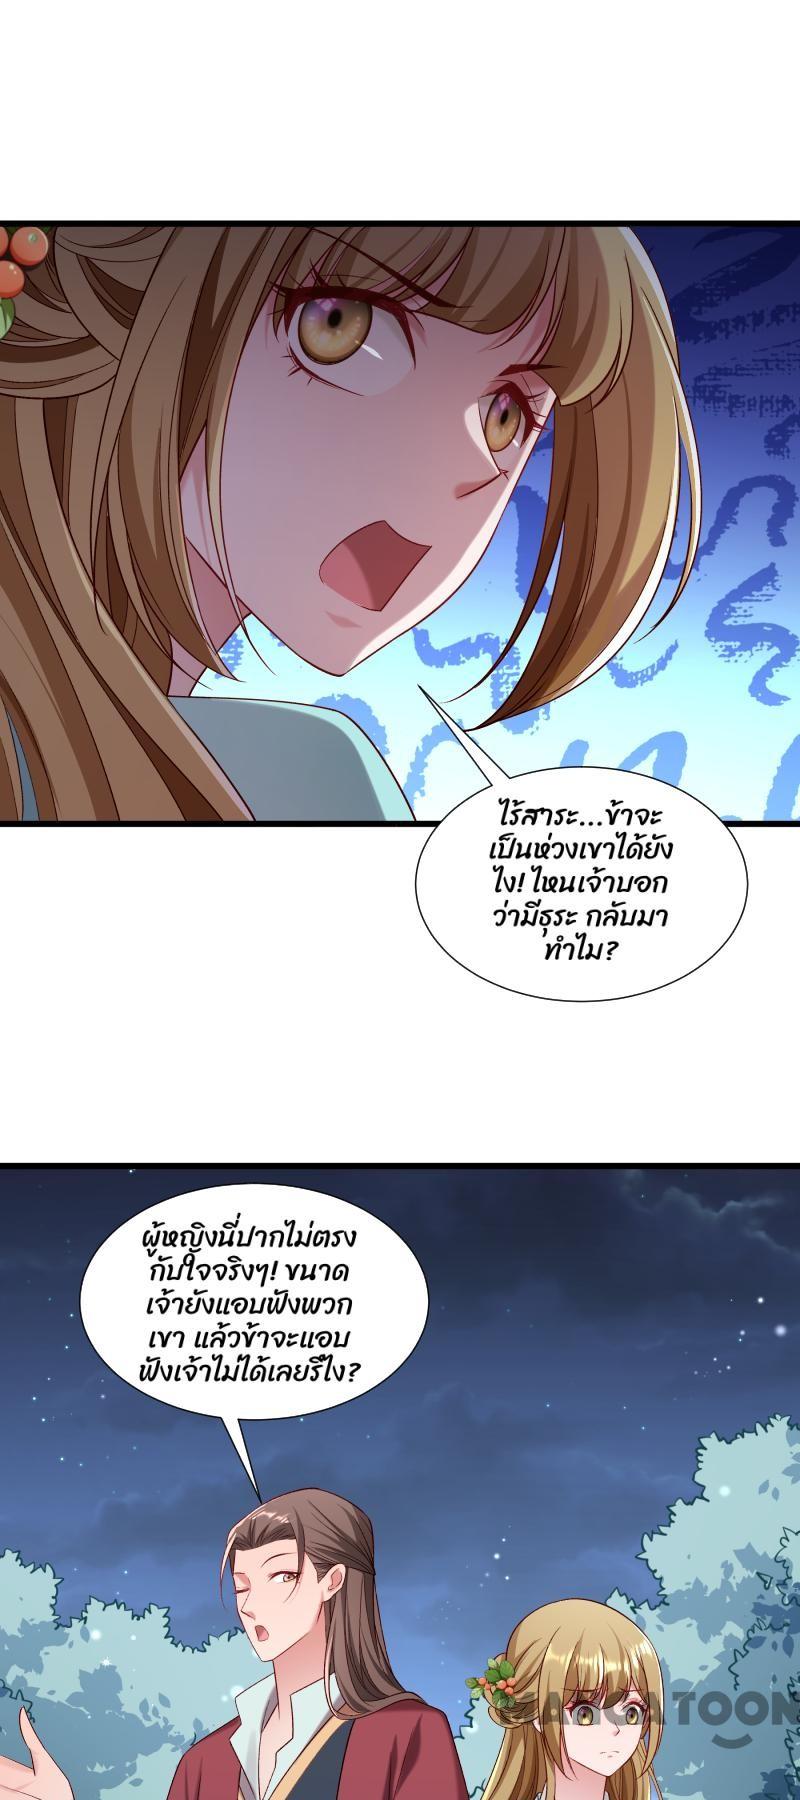 ไร้สาระ...ข้าจะ
เป็นห่วงเขาได้ยัง
ไง! ไหนเจ้าบอก
ว่ามีธุระ กลับมา
ทำไม?
ผู้หญิงนี่ปากไม่ตรง
กับใจจริงๆ! ขนาด
เจ้ายังแอบฟังพวก
เขา แล้วข้าจะแอบ
ฟังเจ้าไม่ได้เลยรึไง?
MANGATOON